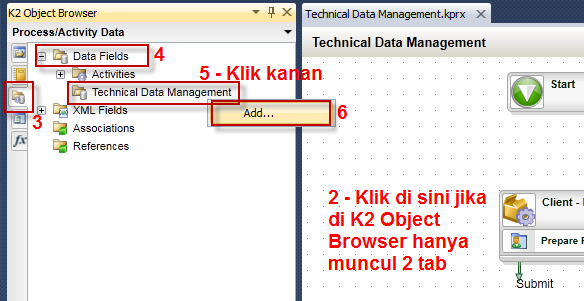 K2 Object Browser
Process/Activity Data
Data Fields
4
Activities
5 - Klik kanan
Technical Data Management
Add...
6
3
XML Fields
Associations
References
fx
Technical Data Management.kprx
Technical Data Management
Start
2 - Klik di sini jika
di K2 Object
Browser hanya
muncul 2 tab
Client -
Prepare
Submit